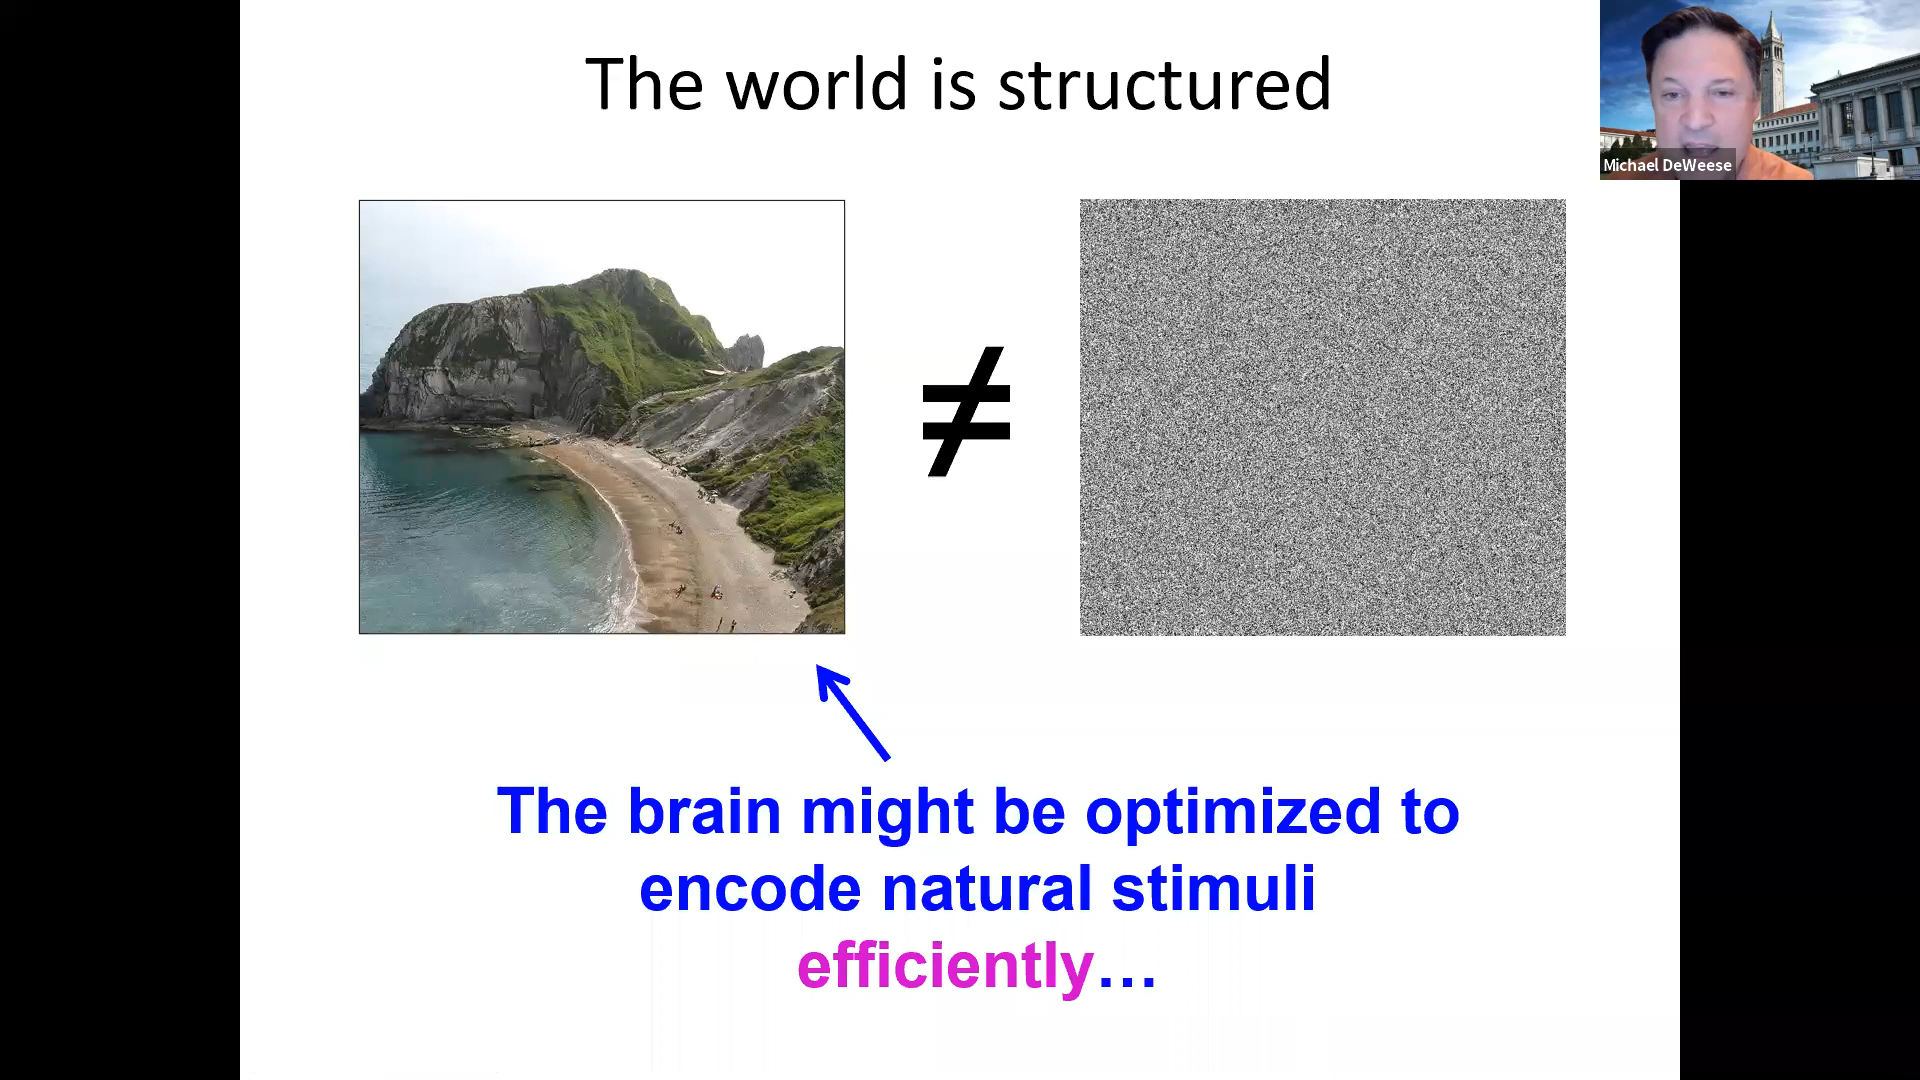 The world is structured
Michael DeWeese
≠
The brain might be optimized to
encode natural stimuli
efficiently…